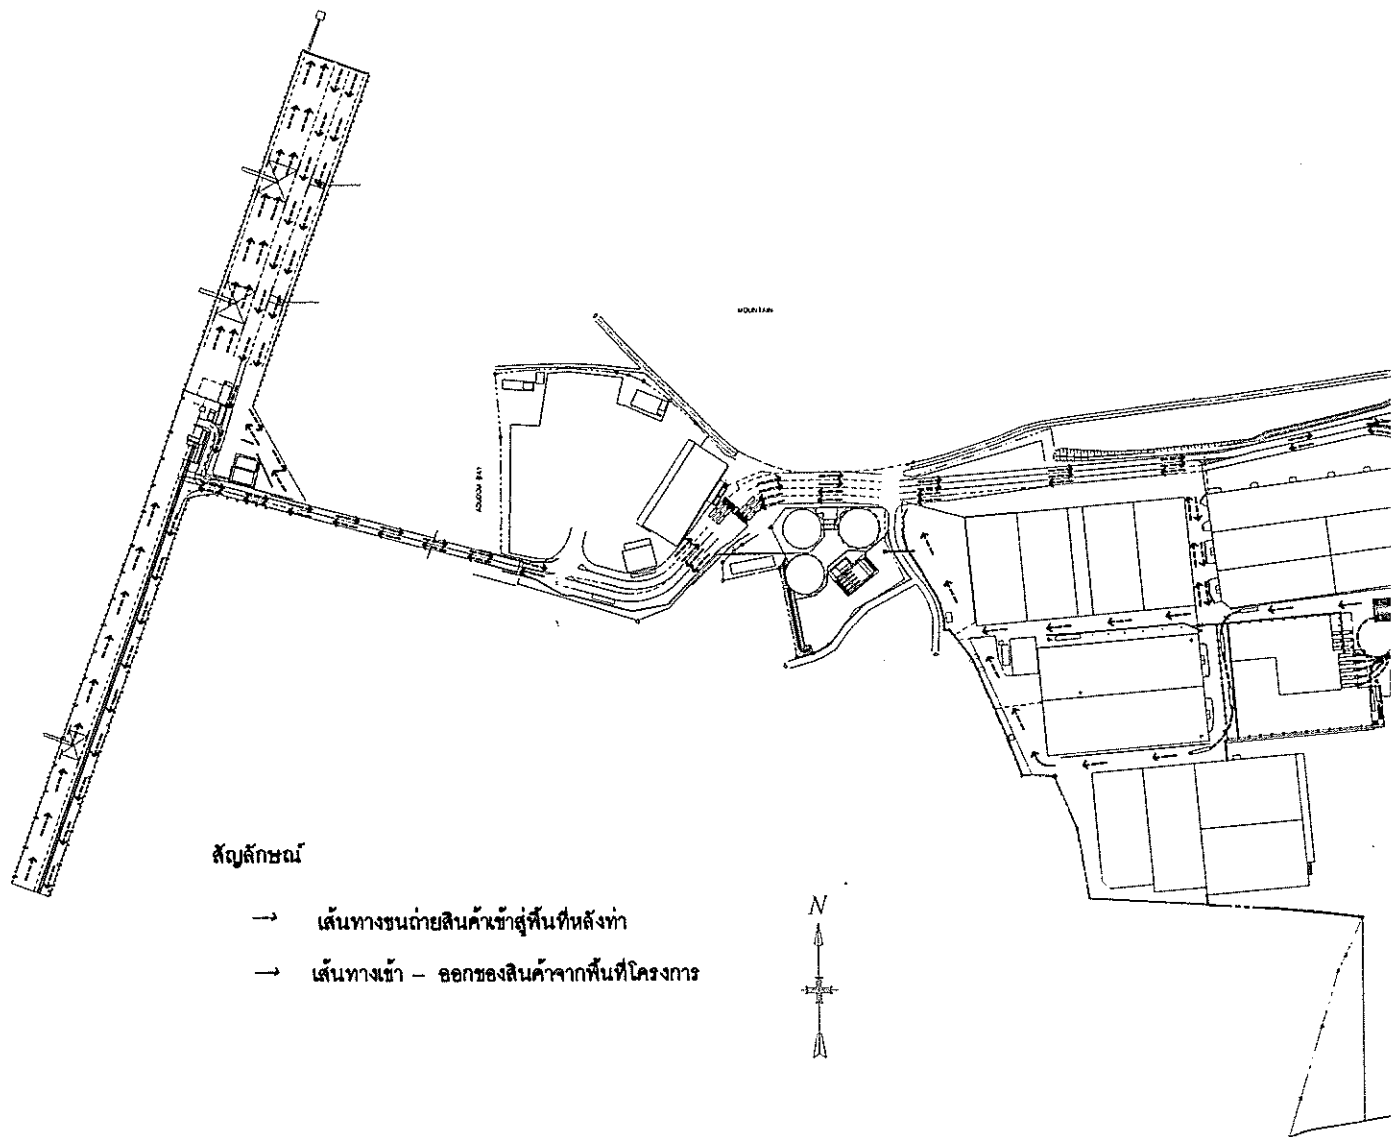 MOUNTAIN
สัญลักษณ์
→ เส้นทางขนถ่ายสินค้าเข้าสู่พื้นที่หลังท่า
→ เส้นทางเข้า – ออกของสินค้าจากพื้นที่โครงการ
N